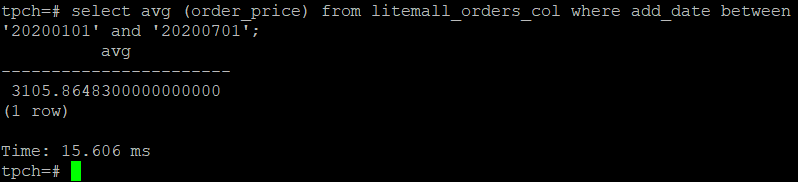 tpch=# select avg (order_price) from litemall_orders_col where add_date between
'20200101' and '20200701';
avg
-----------------------
3105.8648300000000000
(1 row)
Time: 15.606 ms
tpch=#